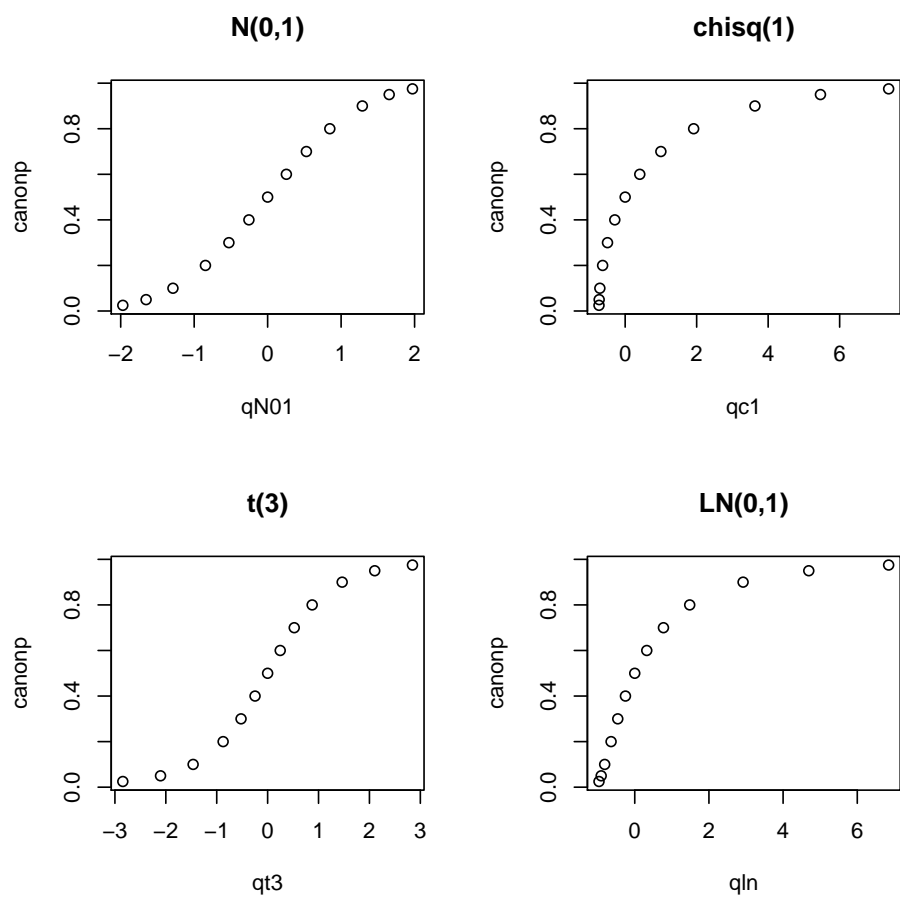 N(0,1)
canonp
0.0 0.4 0.8
−2 −1 0 1 2
qN01
chisq(1)
canonp
0.0 0.4 0.8
0 2 4 6
qc1
t(3)
canonp
0.0 0.4 0.8
−3 −2 −1 0 1 2 3
qt3
LN(0,1)
canonp
0.0 0.4 0.8
0 2 4 6
qln